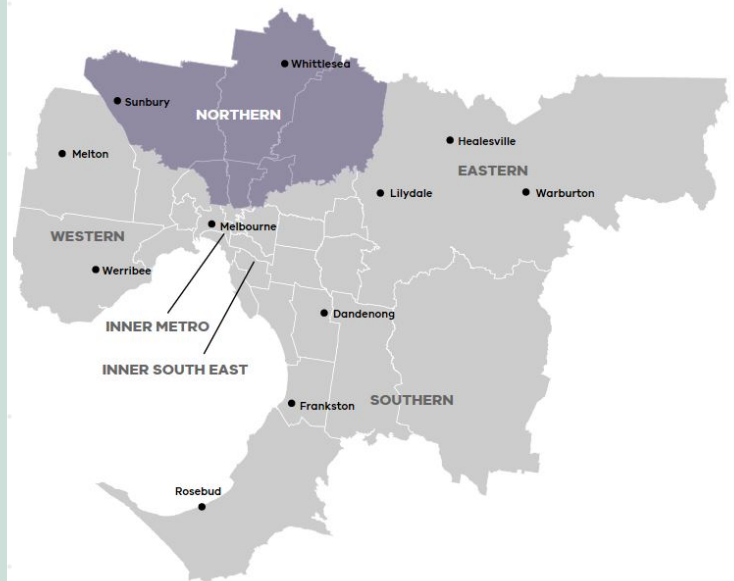 Whittlesea
Sunbury
NORTHERN
Healesville
Melton
EASTERN
Lilydale
Warburton
Melbourne
WESTERN
Werribee
Dandenong
INNER METRO
INNER SOUTH EAST
SOUTHERN
Frankston
Rosebud